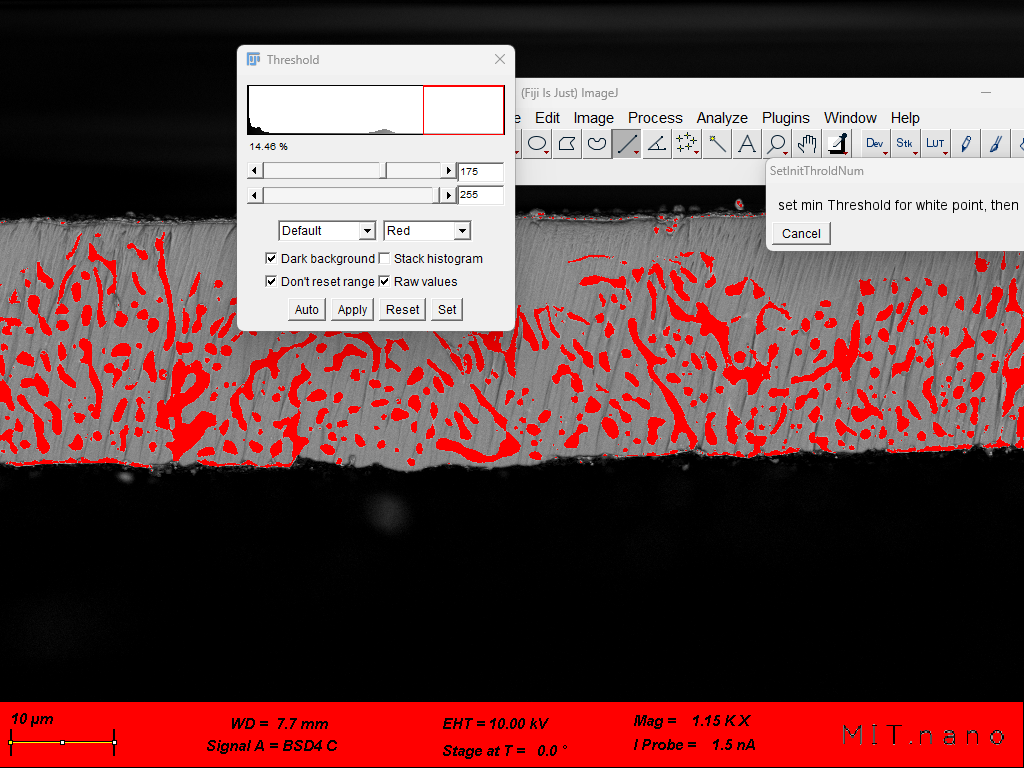 Threshold
14.46 %
175
255
Default
Red
Dark background
Stack histogram
Don't reset range
Raw values
Auto
Apply
Reset
Set
(Fiji Is Just) ImageJ
e Edit Image Process Analyze Plugins Window Help
Dev Stk LUT
SetInitThroldNum
set min Threshold for white point, then
Cancel
10 µm
WD = 7.7 mm
Signal A = BSD4 C
EHT = 10.00 kV
Stage at T = 0.0 °
Mag = 1.15 K X
I Probe = 1.5 nA
MIT.nano